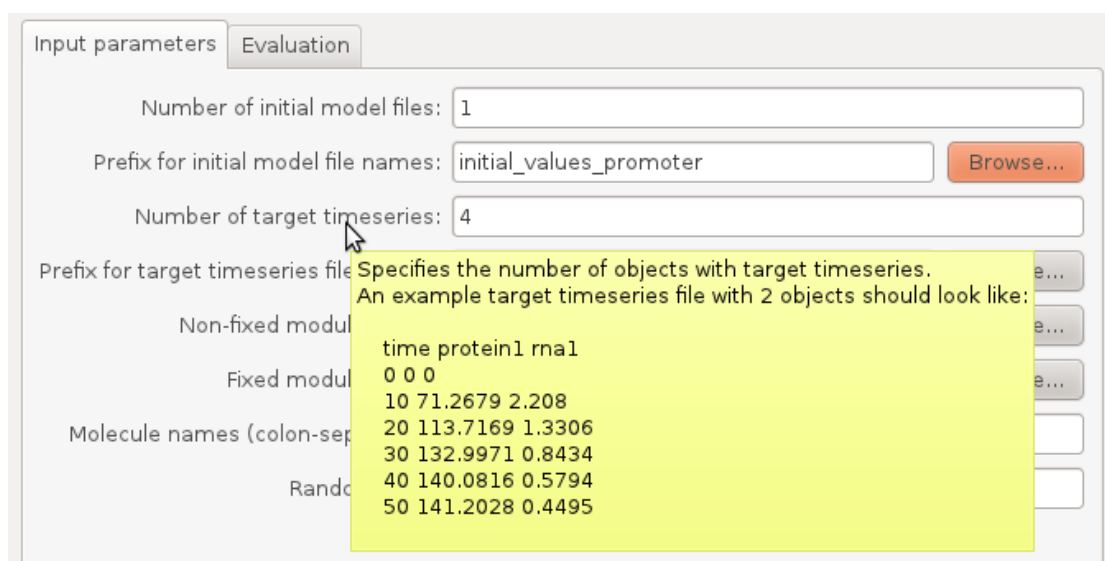 Input parameters Evaluation
Number of initial model files: 1
Prefix for initial model file names: initial_values_promoter Browse...
Number of target timeseries: 4
Prefix for target timeseries file
Specifies the number of objects with target timeseries.
An example target timeseries file with 2 objects should look like:
time protein1 rna1
0 0 0
10 71.2679 2.208
20 113.7169 1.3306
30 132.9971 0.8434
40 140.0816 0.5794
50 141.2028 0.4495
e...
Non-fixed modul
e...
Fixed modul
e...
Molecule names (colon-sep
Rando